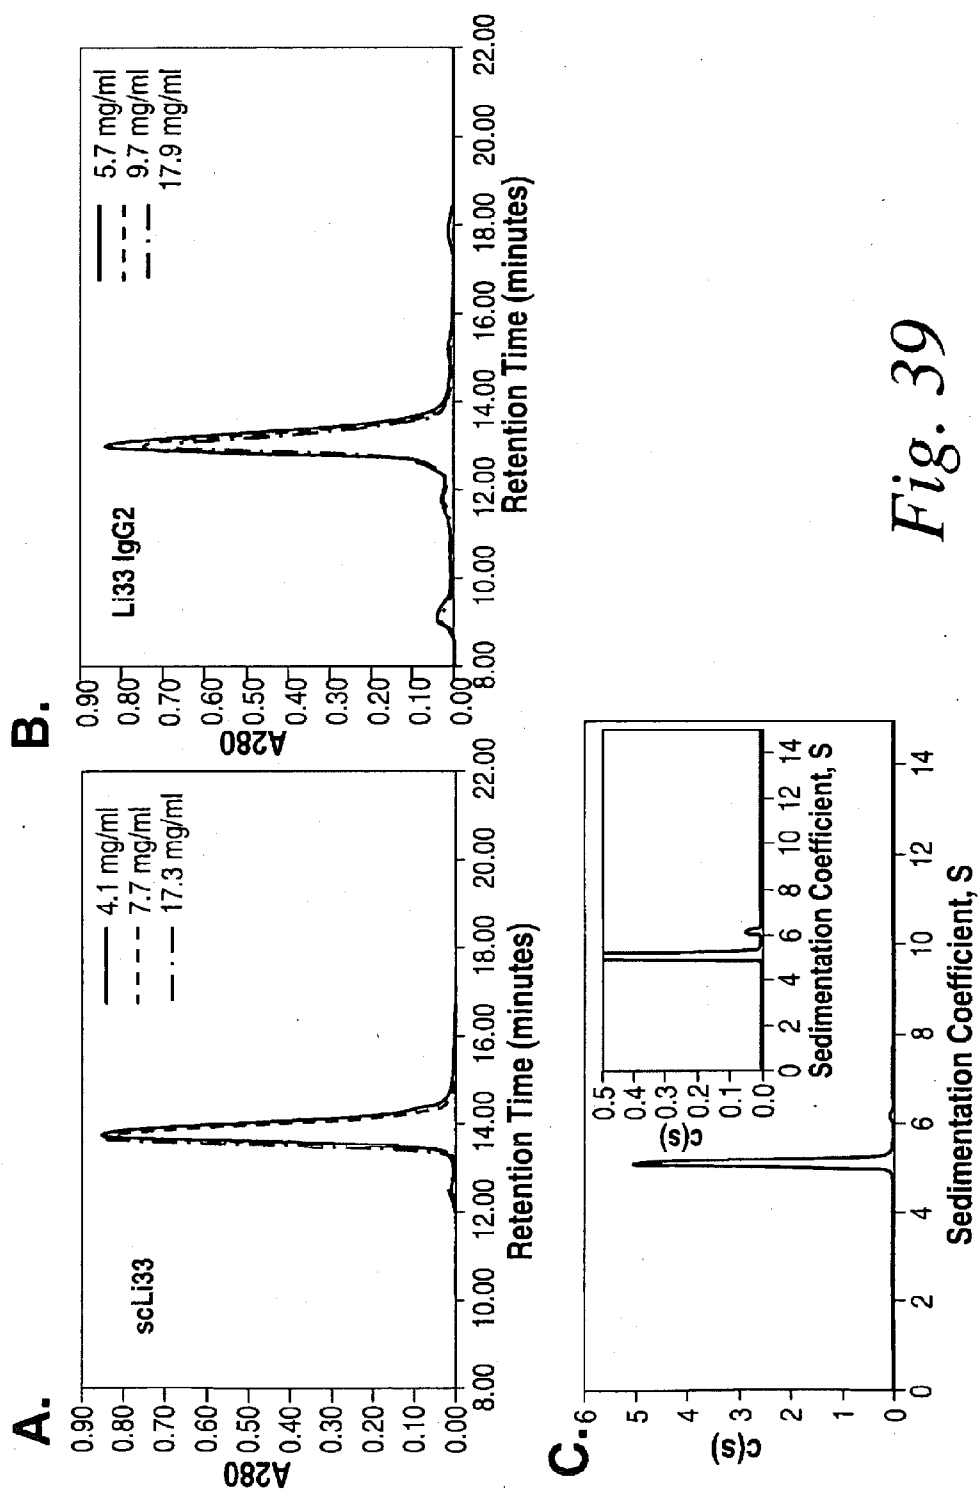 A.
scLi33
4.1 mg/ml
7.7 mg/ml
17.3 mg/ml
A280
0.90
0.80
0.70
0.60
0.50
0.40
0.30
0.20
0.10
0.00
8.00 10.00 12.00 14.00 16.00 18.00 20.00 22.00
Retention Time (minutes)
B.
Li33 IgG2
5.7 mg/ml
9.7 mg/ml
17.9 mg/ml
A280
0.90
0.80
0.70
0.60
0.50
0.40
0.30
0.20
0.10
0.00
8.00 10.00 12.00 14.00 16.00 18.00 20.00 22.00
Retention Time (minutes)
C.
c(s)
6
5
4
3
2
1
0
0 2 4 6 8 10 12 14
Sedimentation Coefficient, S
c(s)
0.5
0.4
0.3
0.2
0.1
0.0
0 2 4 6 8 10 12 14
Sedimentation Coefficient, S
Fig. 39